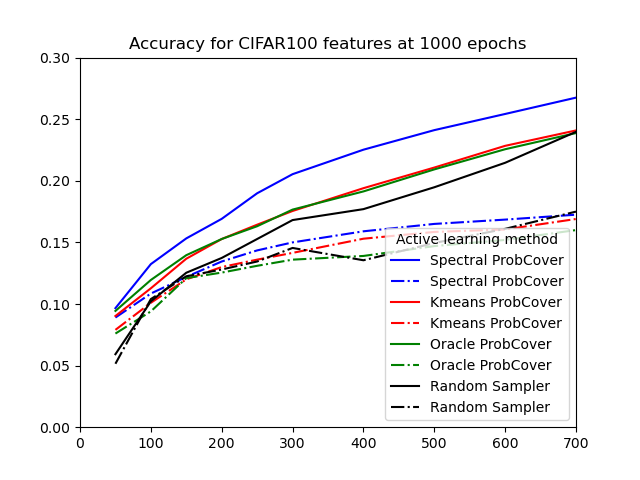 Accuracy for CIFAR100 features at 1000 epochs
0.30
0.25
0.20
0.15
0.10
0.05
0.00
0 100 200 300 400 500 600 700
Active learning method
Spectral ProbCover
Spectral ProbCover
Kmeans ProbCover
Kmeans ProbCover
Oracle ProbCover
Oracle ProbCover
Random Sampler
Random Sampler